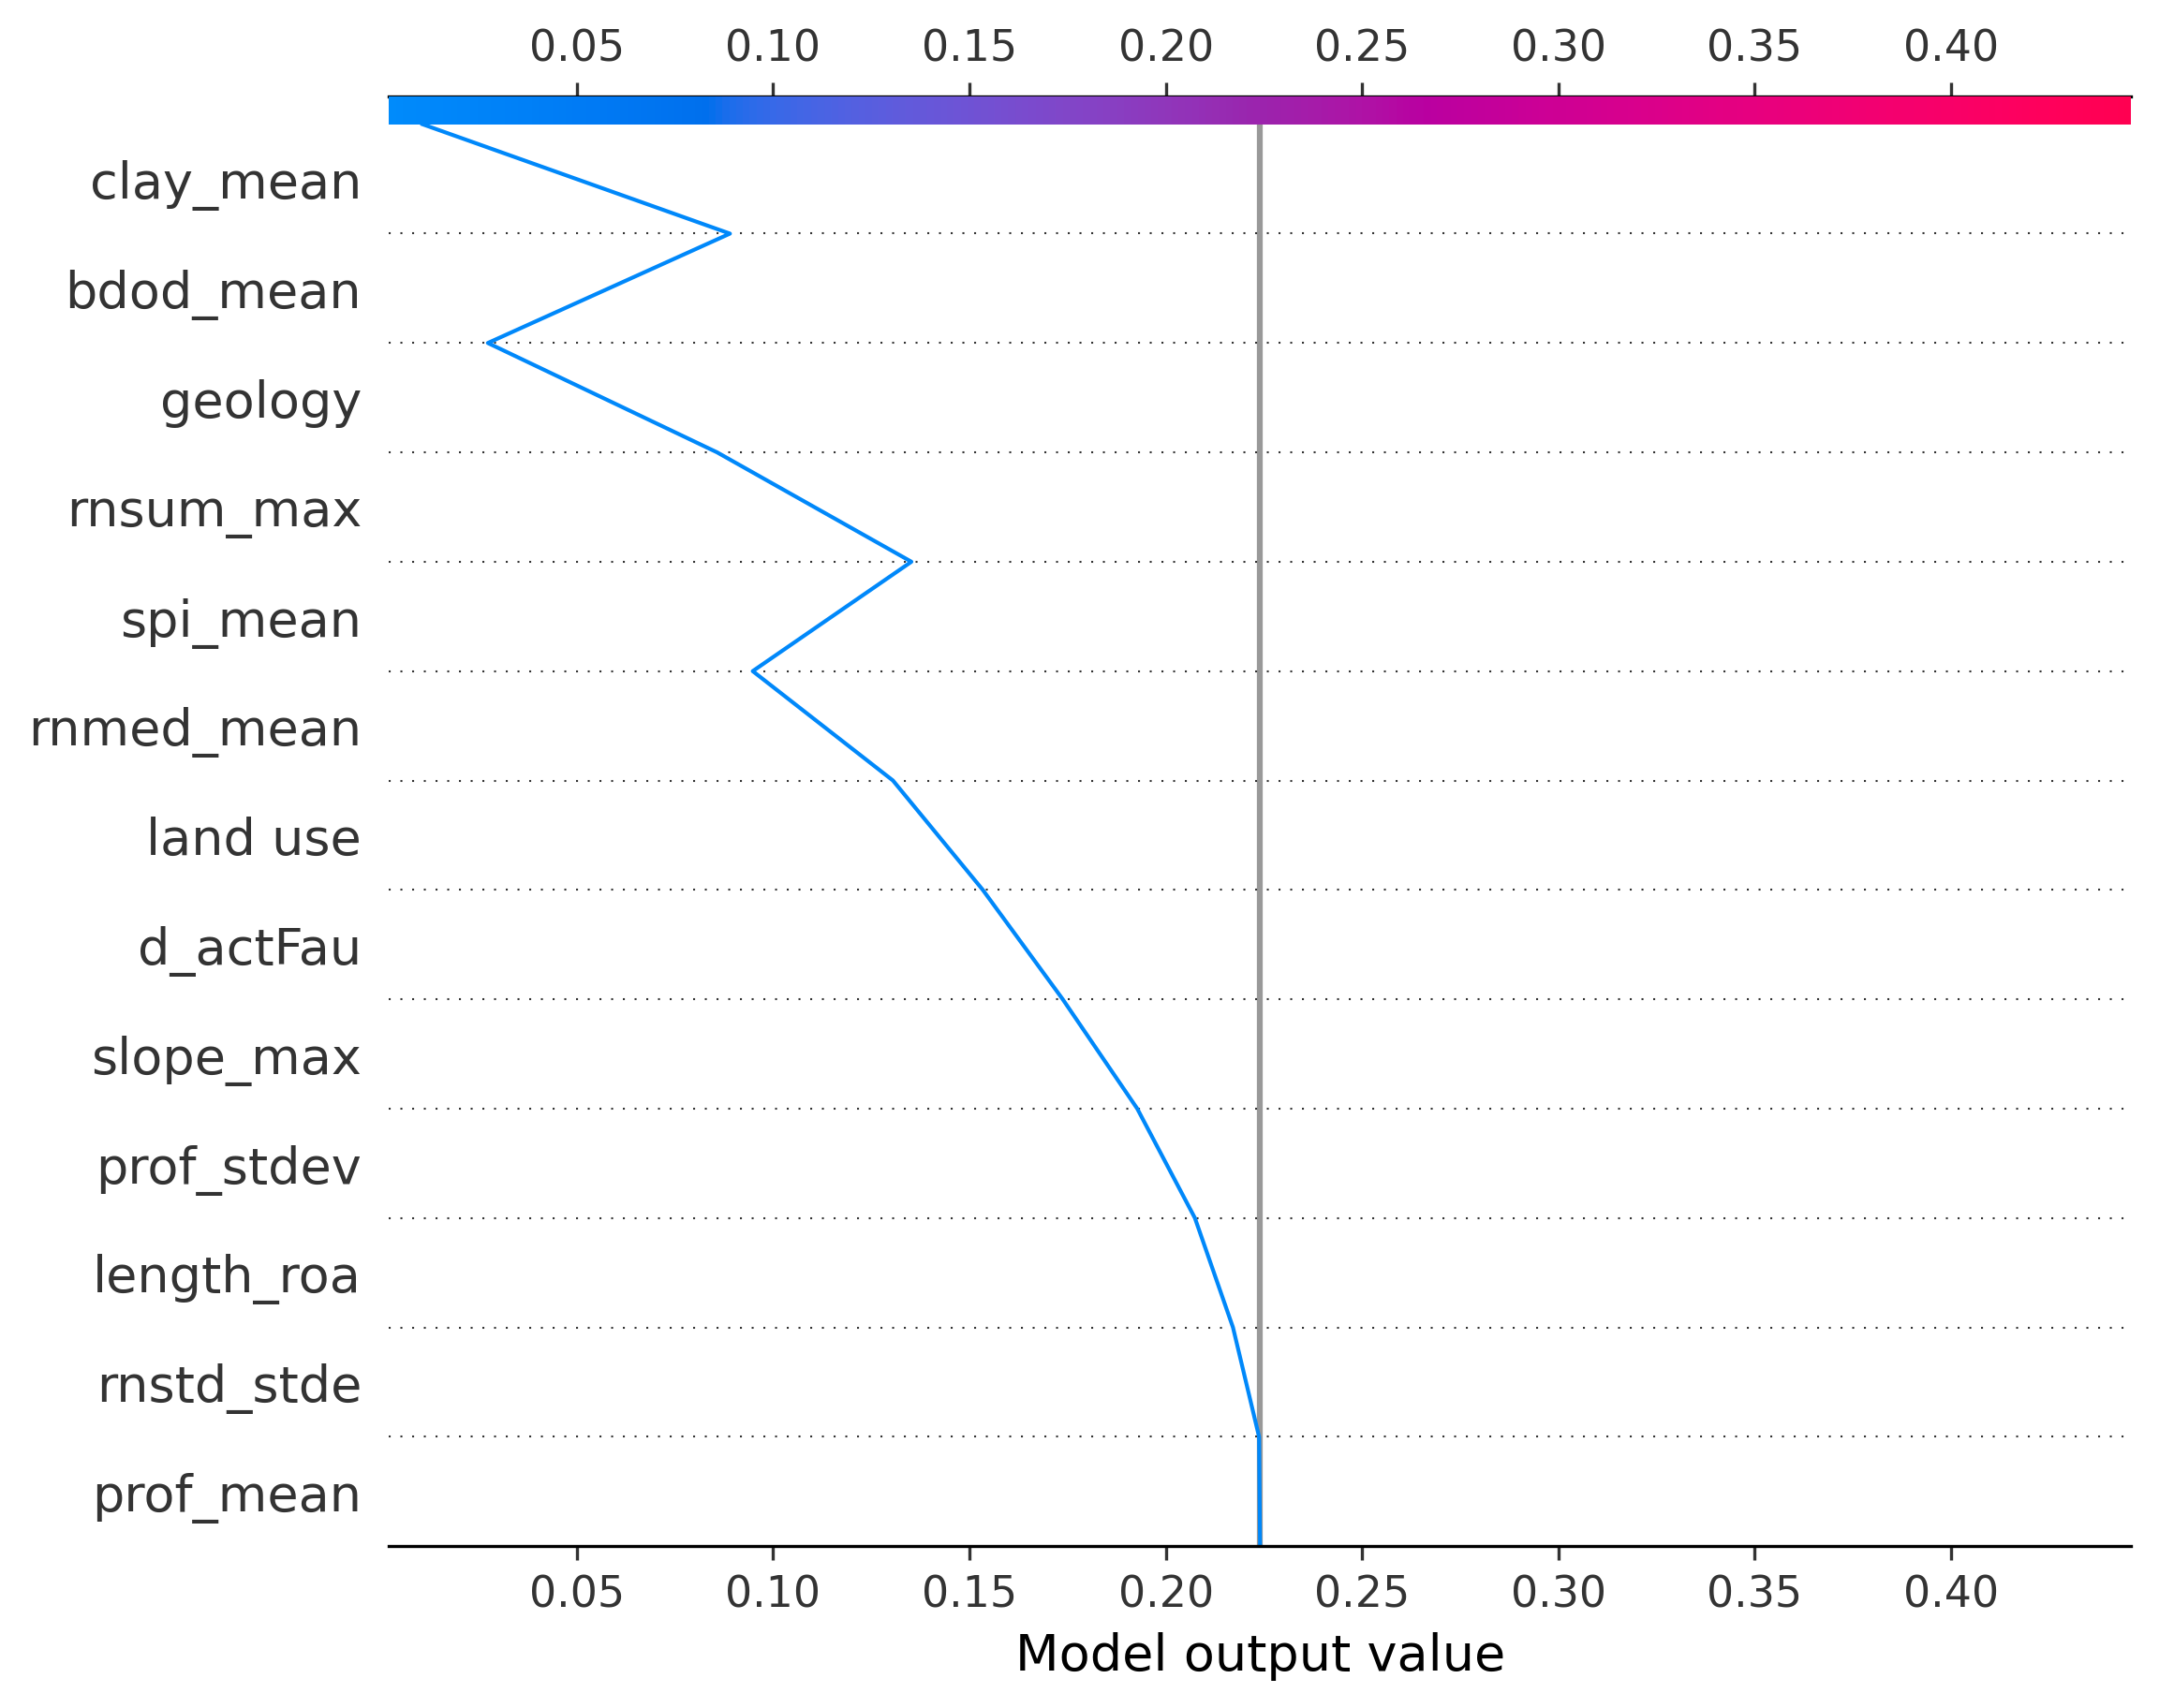 0.05 0.10 0.15 0.20 0.25 0.30 0.35 0.40
clay_mean
bdod_mean
geology
rnsum_max
spi_mean
rnmed_mean
land use
d_actFau
slope_max
prof_stdev
length_roa
rnstd_stde
prof_mean
0.05 0.10 0.15 0.20 0.25 0.30 0.35 0.40
Model output value